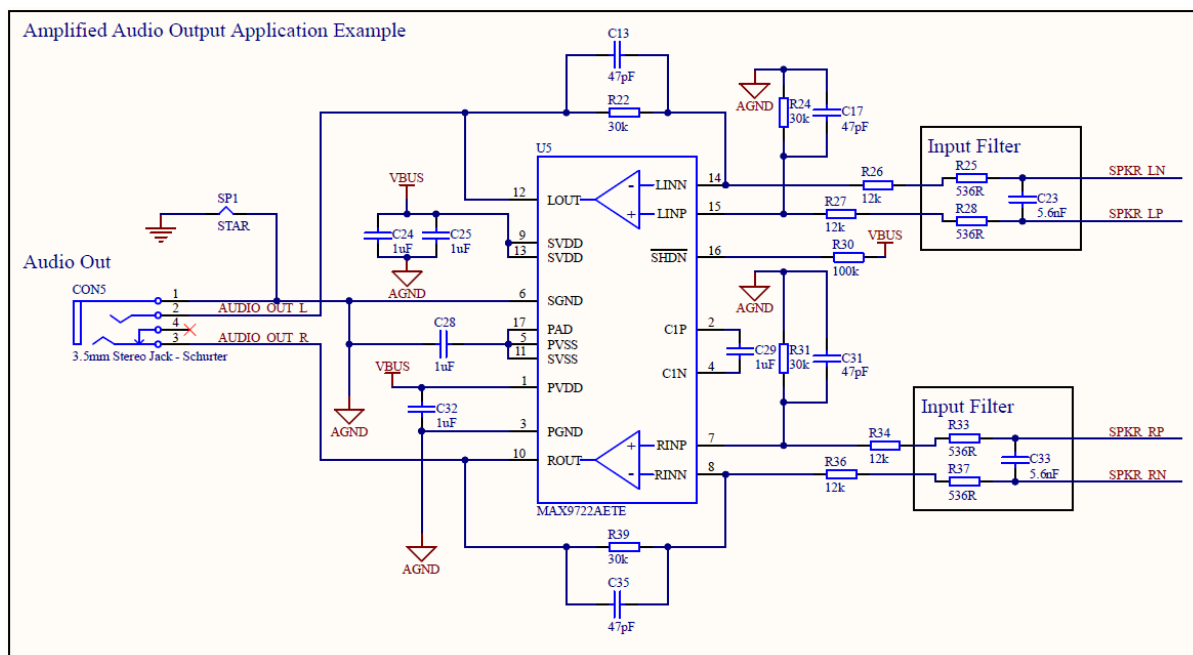 Amplified Audio Output Application Example
C13
47pF
R22
30k
AGND
R24
30k
C17
47pF
U5
Input Filter
VBUS
12
LOUT
-
+
LINN
LINP
14
15
R26
12k
R25
536R
SPKR_LN
SP1
STAR
R27
12k
R28
536R
C23
5.6nF
SPKR_LP
C24
1uF
C25
1uF
9
13
SVDD
SVDD
SHDN
16
R30
100k
VBUS
AGND
Audio Out
CON5
1
2
4
3
AUDIO_OUT_L
AUDIO_OUT_R
3.5mm Stereo Jack - Schurter
6
SGND
AGND
C28
1uF
17
5
11
PAD
PVSS
SVSS
C1P
2
C29
1uF
C1N
4
R31
30k
C31
47pF
VBUS
1
PVDD
C32
1uF
AGND
3
PGND
Input Filter
10
ROUT
+
-
RINP
RINN
7
8
R34
12k
R33
536R
SPKR_RP
R36
12k
R37
536R
C33
5.6nF
SPKR_RN
MAX9722AETE
AGND
R39
30k
C35
47pF